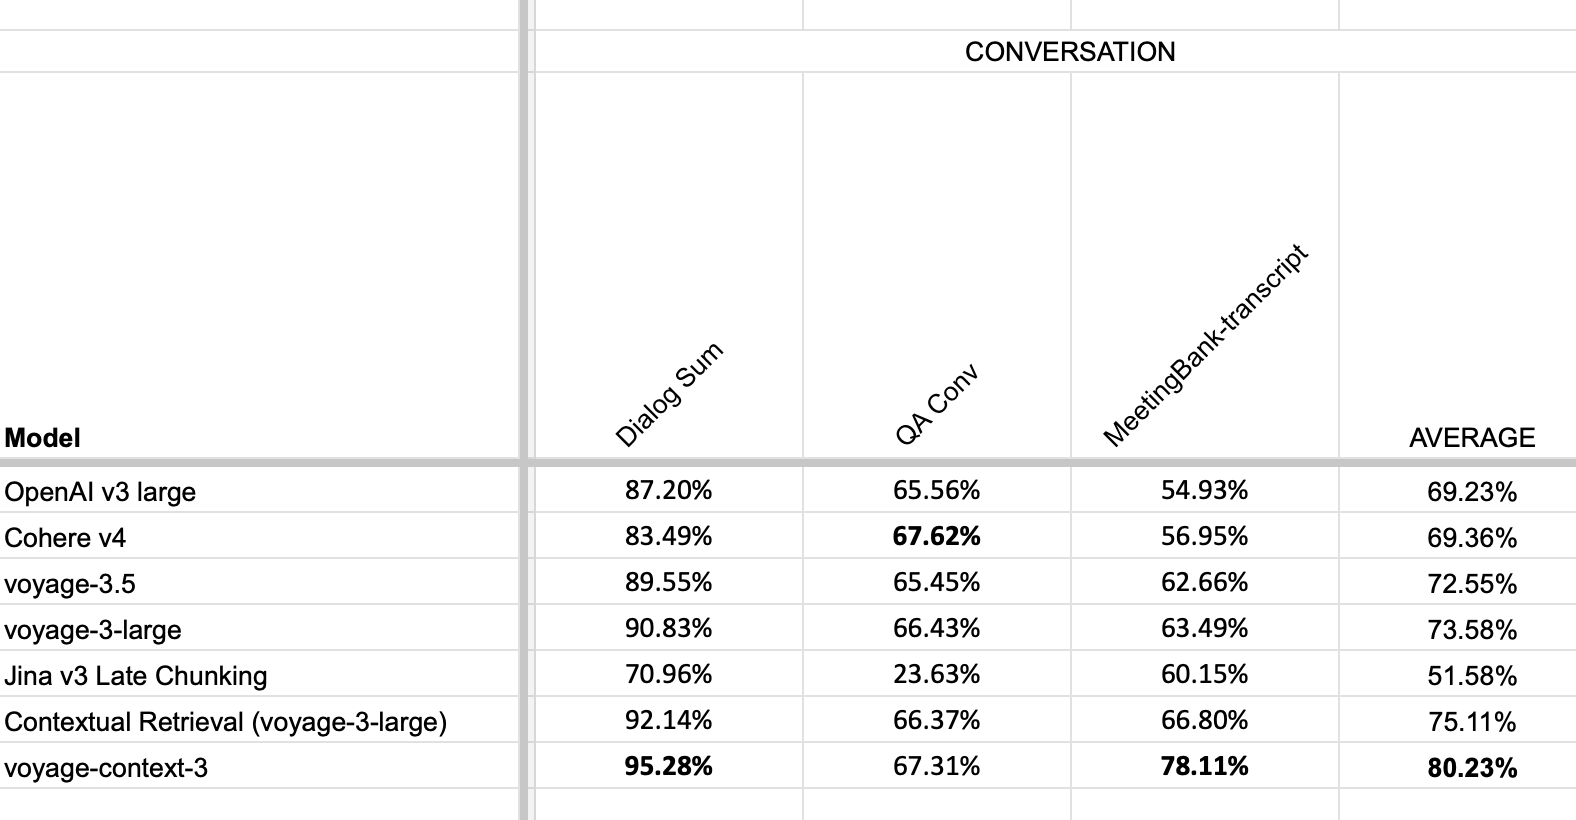 CONVERSATION
Model Dialog Sum QA Conv MeetingBank-transcript AVERAGE
OpenAI v3 large 87.20% 65.56% 54.93% 69.23%
Cohere v4 83.49% 67.62% 56.95% 69.36%
voyage-3.5 89.55% 65.45% 62.66% 72.55%
voyage-3-large 90.83% 66.43% 63.49% 73.58%
Jina v3 Late Chunking 70.96% 23.63% 60.15% 51.58%
Contextual Retrieval (voyage-3-large) 92.14% 66.37% 66.80% 75.11%
voyage-context-3 95.28% 67.31% 78.11% 80.23%